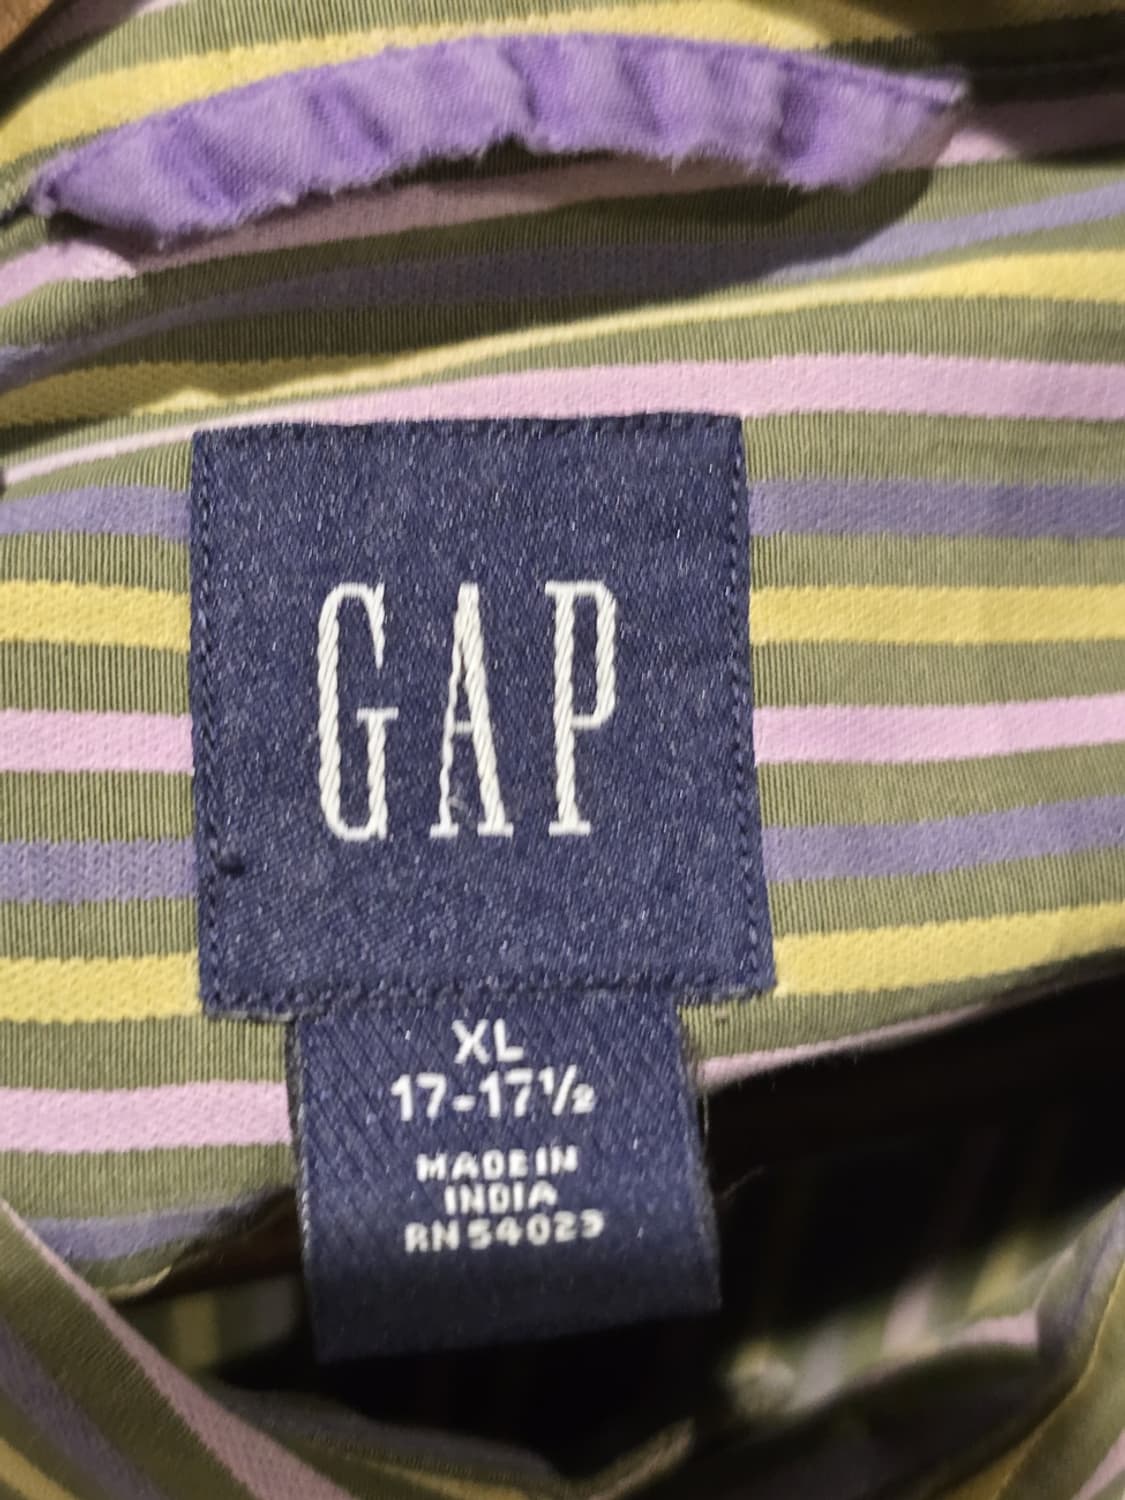 GAP
XL
17-17½
MADE IN
INDIA
RN54023